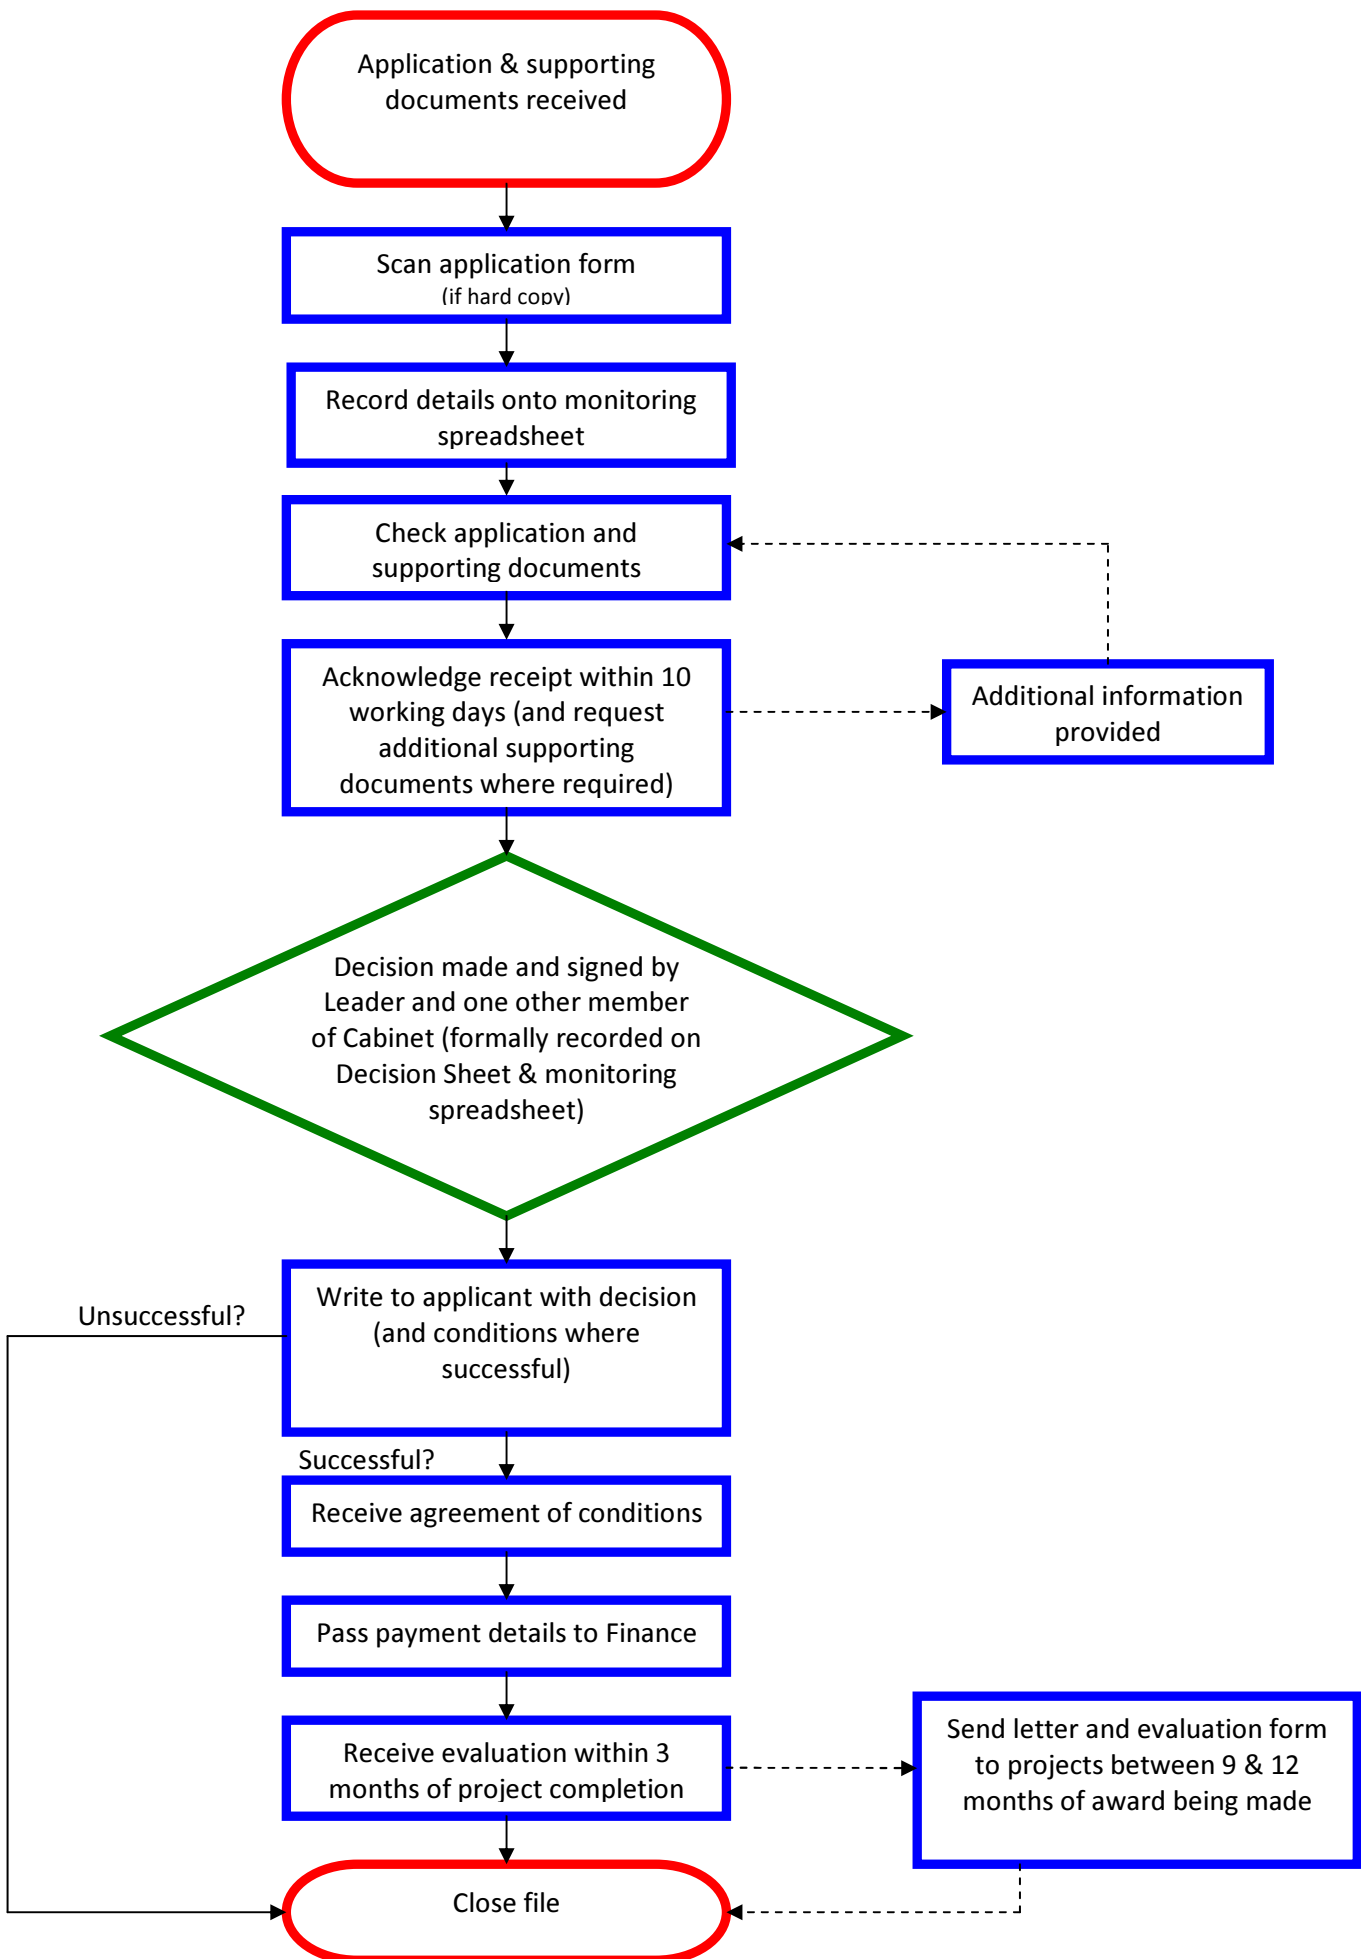 Application & supporting
documents received
Scan application form
(if hard copy)
Record details onto monitoring
spreadsheet
Check application and
supporting documents
Acknowledge receipt within 10
working days (and request
additional supporting
documents where required)
Additional information
provided
Decision made and signed by
Leader and one other member
of Cabinet (formally recorded on
Decision Sheet & monitoring
spreadsheet)
Unsuccessful?
Write to applicant with decision
(and conditions where
successful)
Successful?
Receive agreement of conditions
Pass payment details to Finance
Receive evaluation within 3
months of project completion
Send letter and evaluation form
to projects between 9 & 12
months of award being made
Close file